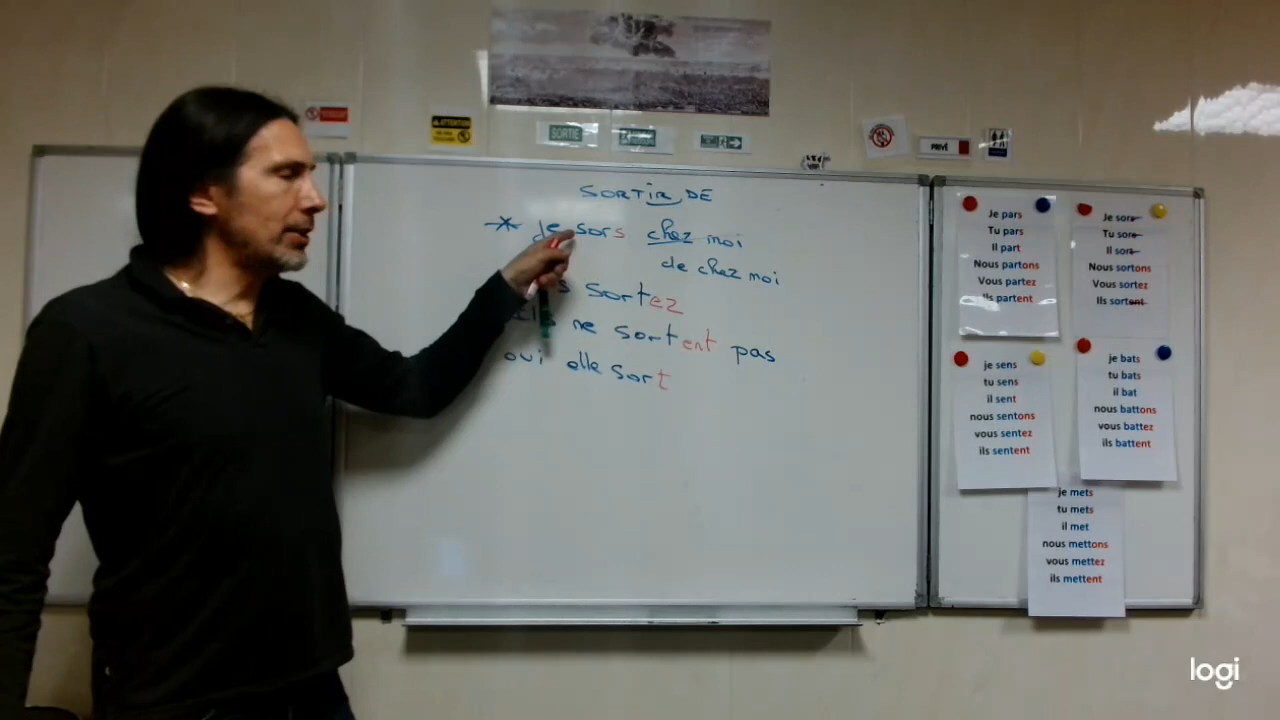 ATTENTION
SORTIE
PRIVÉ
SORTIR DE
* je sors chez moi
de chez moi
s sortez
ne sortent pas
oui elle sort
Je pars
Tu pars
Il part
Nous partons
Vous partez
Ils partent
Je sors
Tu sors
Il sort
Nous sortons
Vous sortez
Ils sortent
je sens
tu sens
il sent
nous sentons
vous sentez
ils sentent
je bats
tu bats
il bat
nous battons
vous battez
ils battent
je mets
tu mets
il met
nous mettons
vous mettez
ils mettent
logi